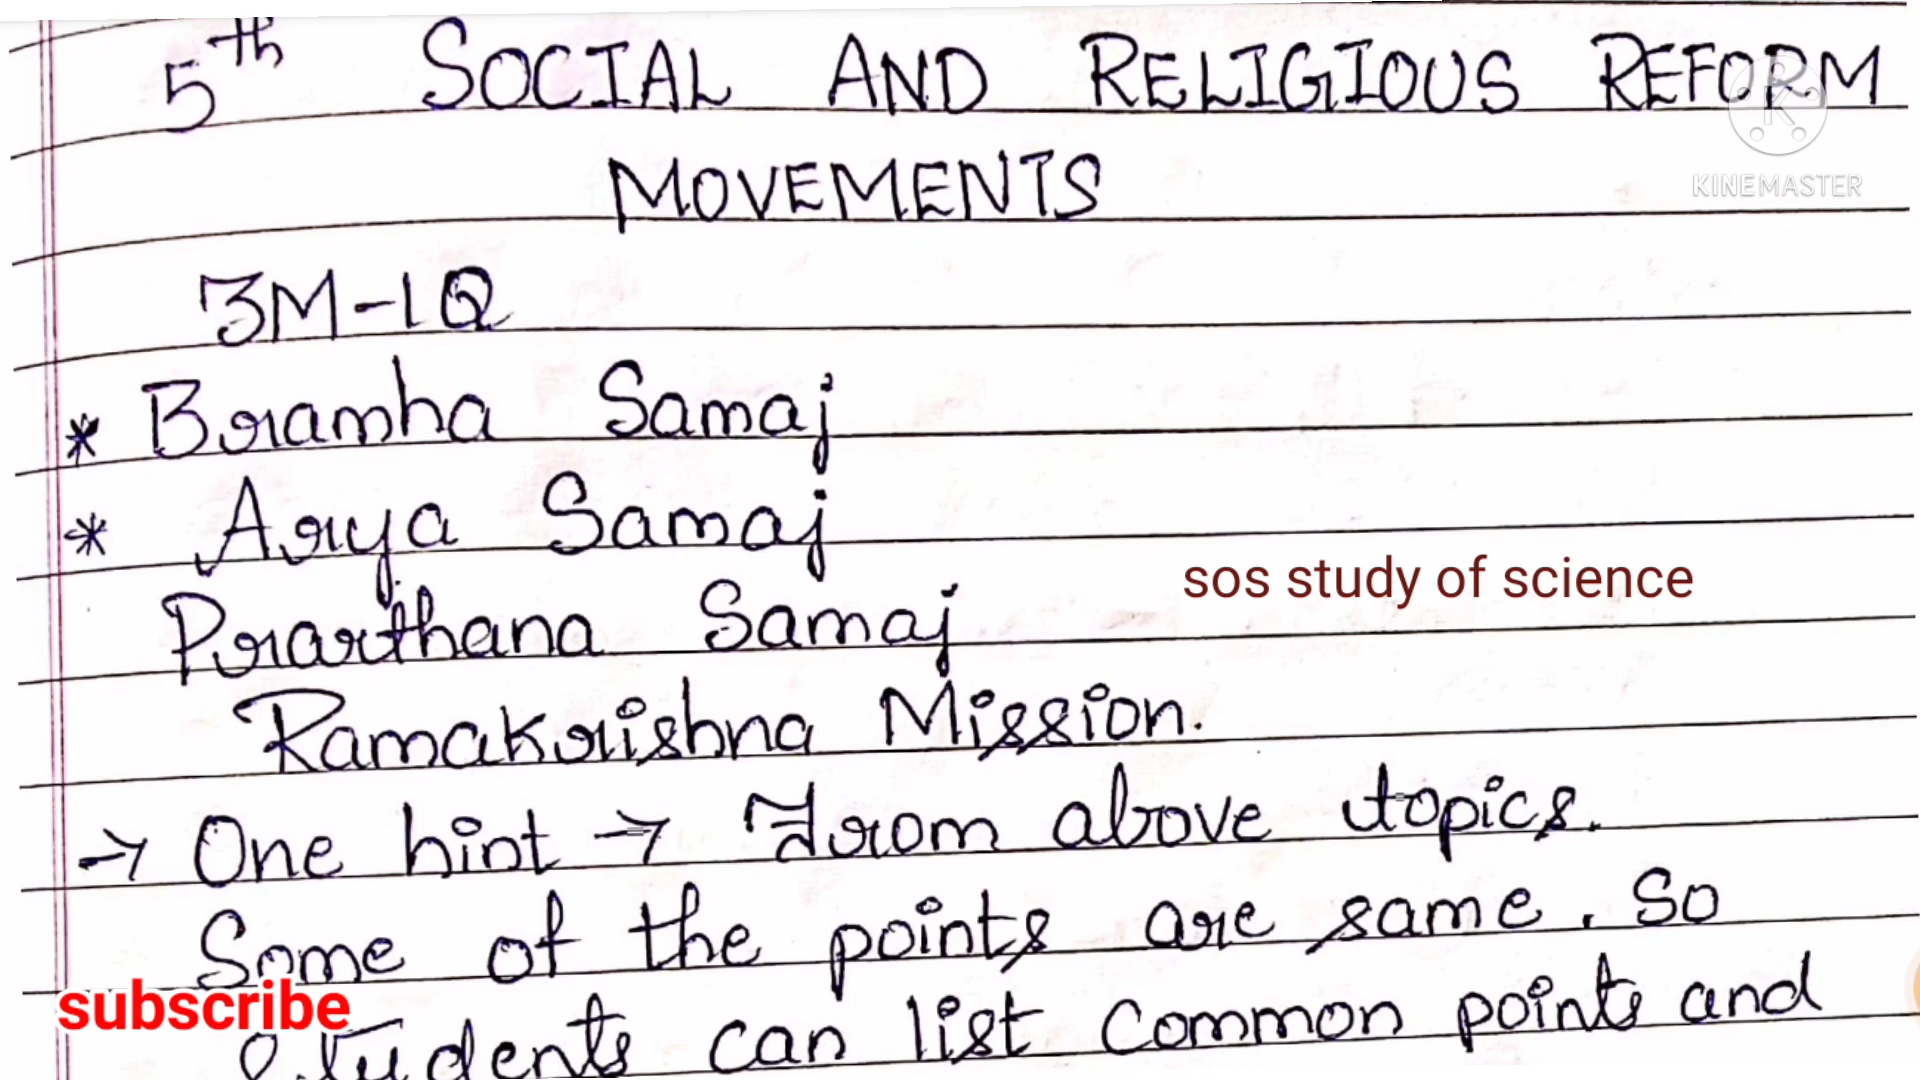 5th SOCIAL AND RELIGIOUS REFORM
MOVEMENTS
KINEMASTER
3M-1Q
* Bramha Samaj
* Arya Samaj
sos study of science
Prarthana Samaj
Ramakrishna Mission.
→ One hint → From above topics.
Some of the points are same. So
subscribe
Students can list common points and